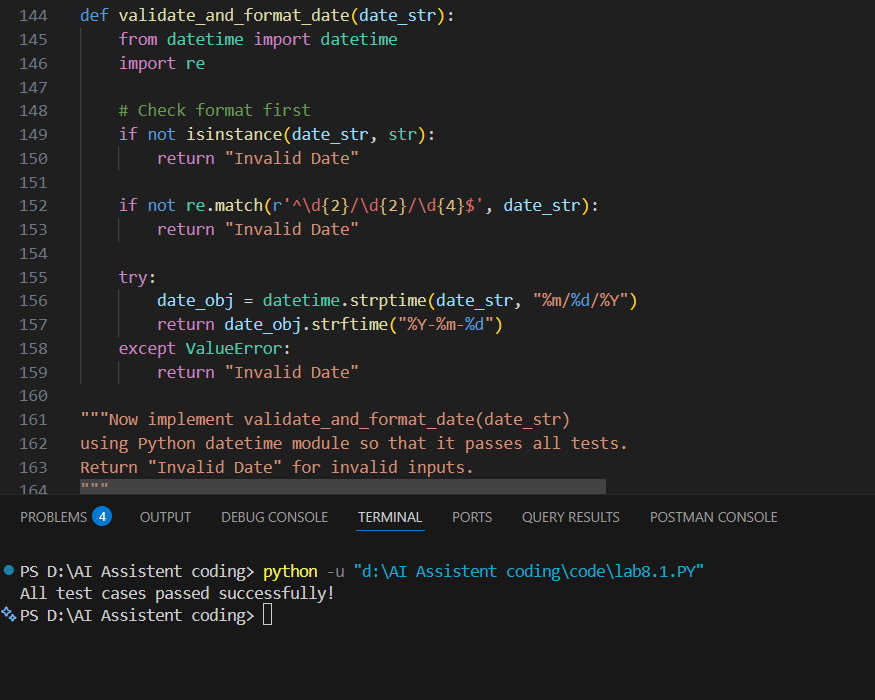 144 def validate_and_format_date(date_str):
145     from datetime import datetime
146     import re
147
148     # Check format first
149     if not isinstance(date_str, str):
150         return "Invalid Date"
151
152     if not re.match(r'^\d{2}/\d{2}/\d{4}$', date_str):
153         return "Invalid Date"
154
155     try:
156         date_obj = datetime.strptime(date_str, "%m/%d/%Y")
157         return date_obj.strftime("%Y-%m-%d")
158     except ValueError:
159         return "Invalid Date"
160
161 """Now implement validate_and_format_date(date_str)
162 using Python datetime module so that it passes all tests.
163 Return "Invalid Date" for invalid inputs.
164 """
PROBLEMS 4 OUTPUT DEBUG CONSOLE TERMINAL PORTS QUERY RESULTS POSTMAN CONSOLE
PS D:\AI Assistent coding> python -u "d:\AI Assistent coding\code\lab8.1.PY"
All test cases passed successfully!
PS D:\AI Assistent coding>